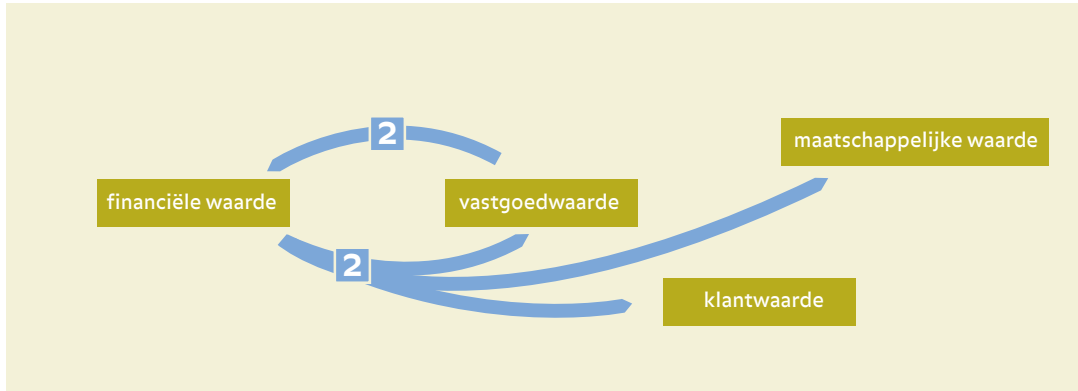 2
maatschappelijke waarde
financiële waarde
vastgoedwaarde
2
klantwaarde